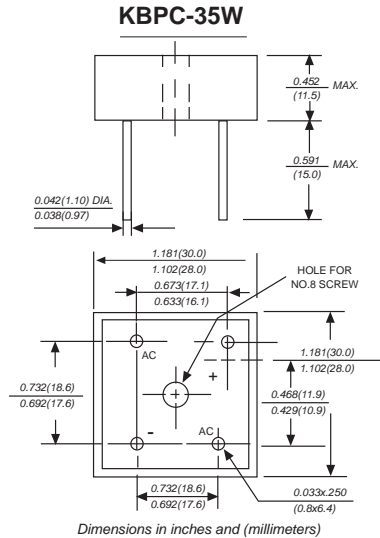 KBPC-35W
0.452
(11.5)
MAX.
0.591
(15.0)
MAX.
0.042(1.10) DIA.
0.038(0.97)
1.181(30.0)
1.102(28.0)
0.673(17.1)
0.633(16.1)
HOLE FOR
NO.8 SCREW
AC
+
1.181(30.0)
1.102(28.0)
0.732(18.6)
0.692(17.6)
0.468(11.9)
0.429(10.9)
-
AC
0.732(18.6)
0.692(17.6)
0.033x.250
(0.8x6.4)
Dimensions in inches and (millimeters)